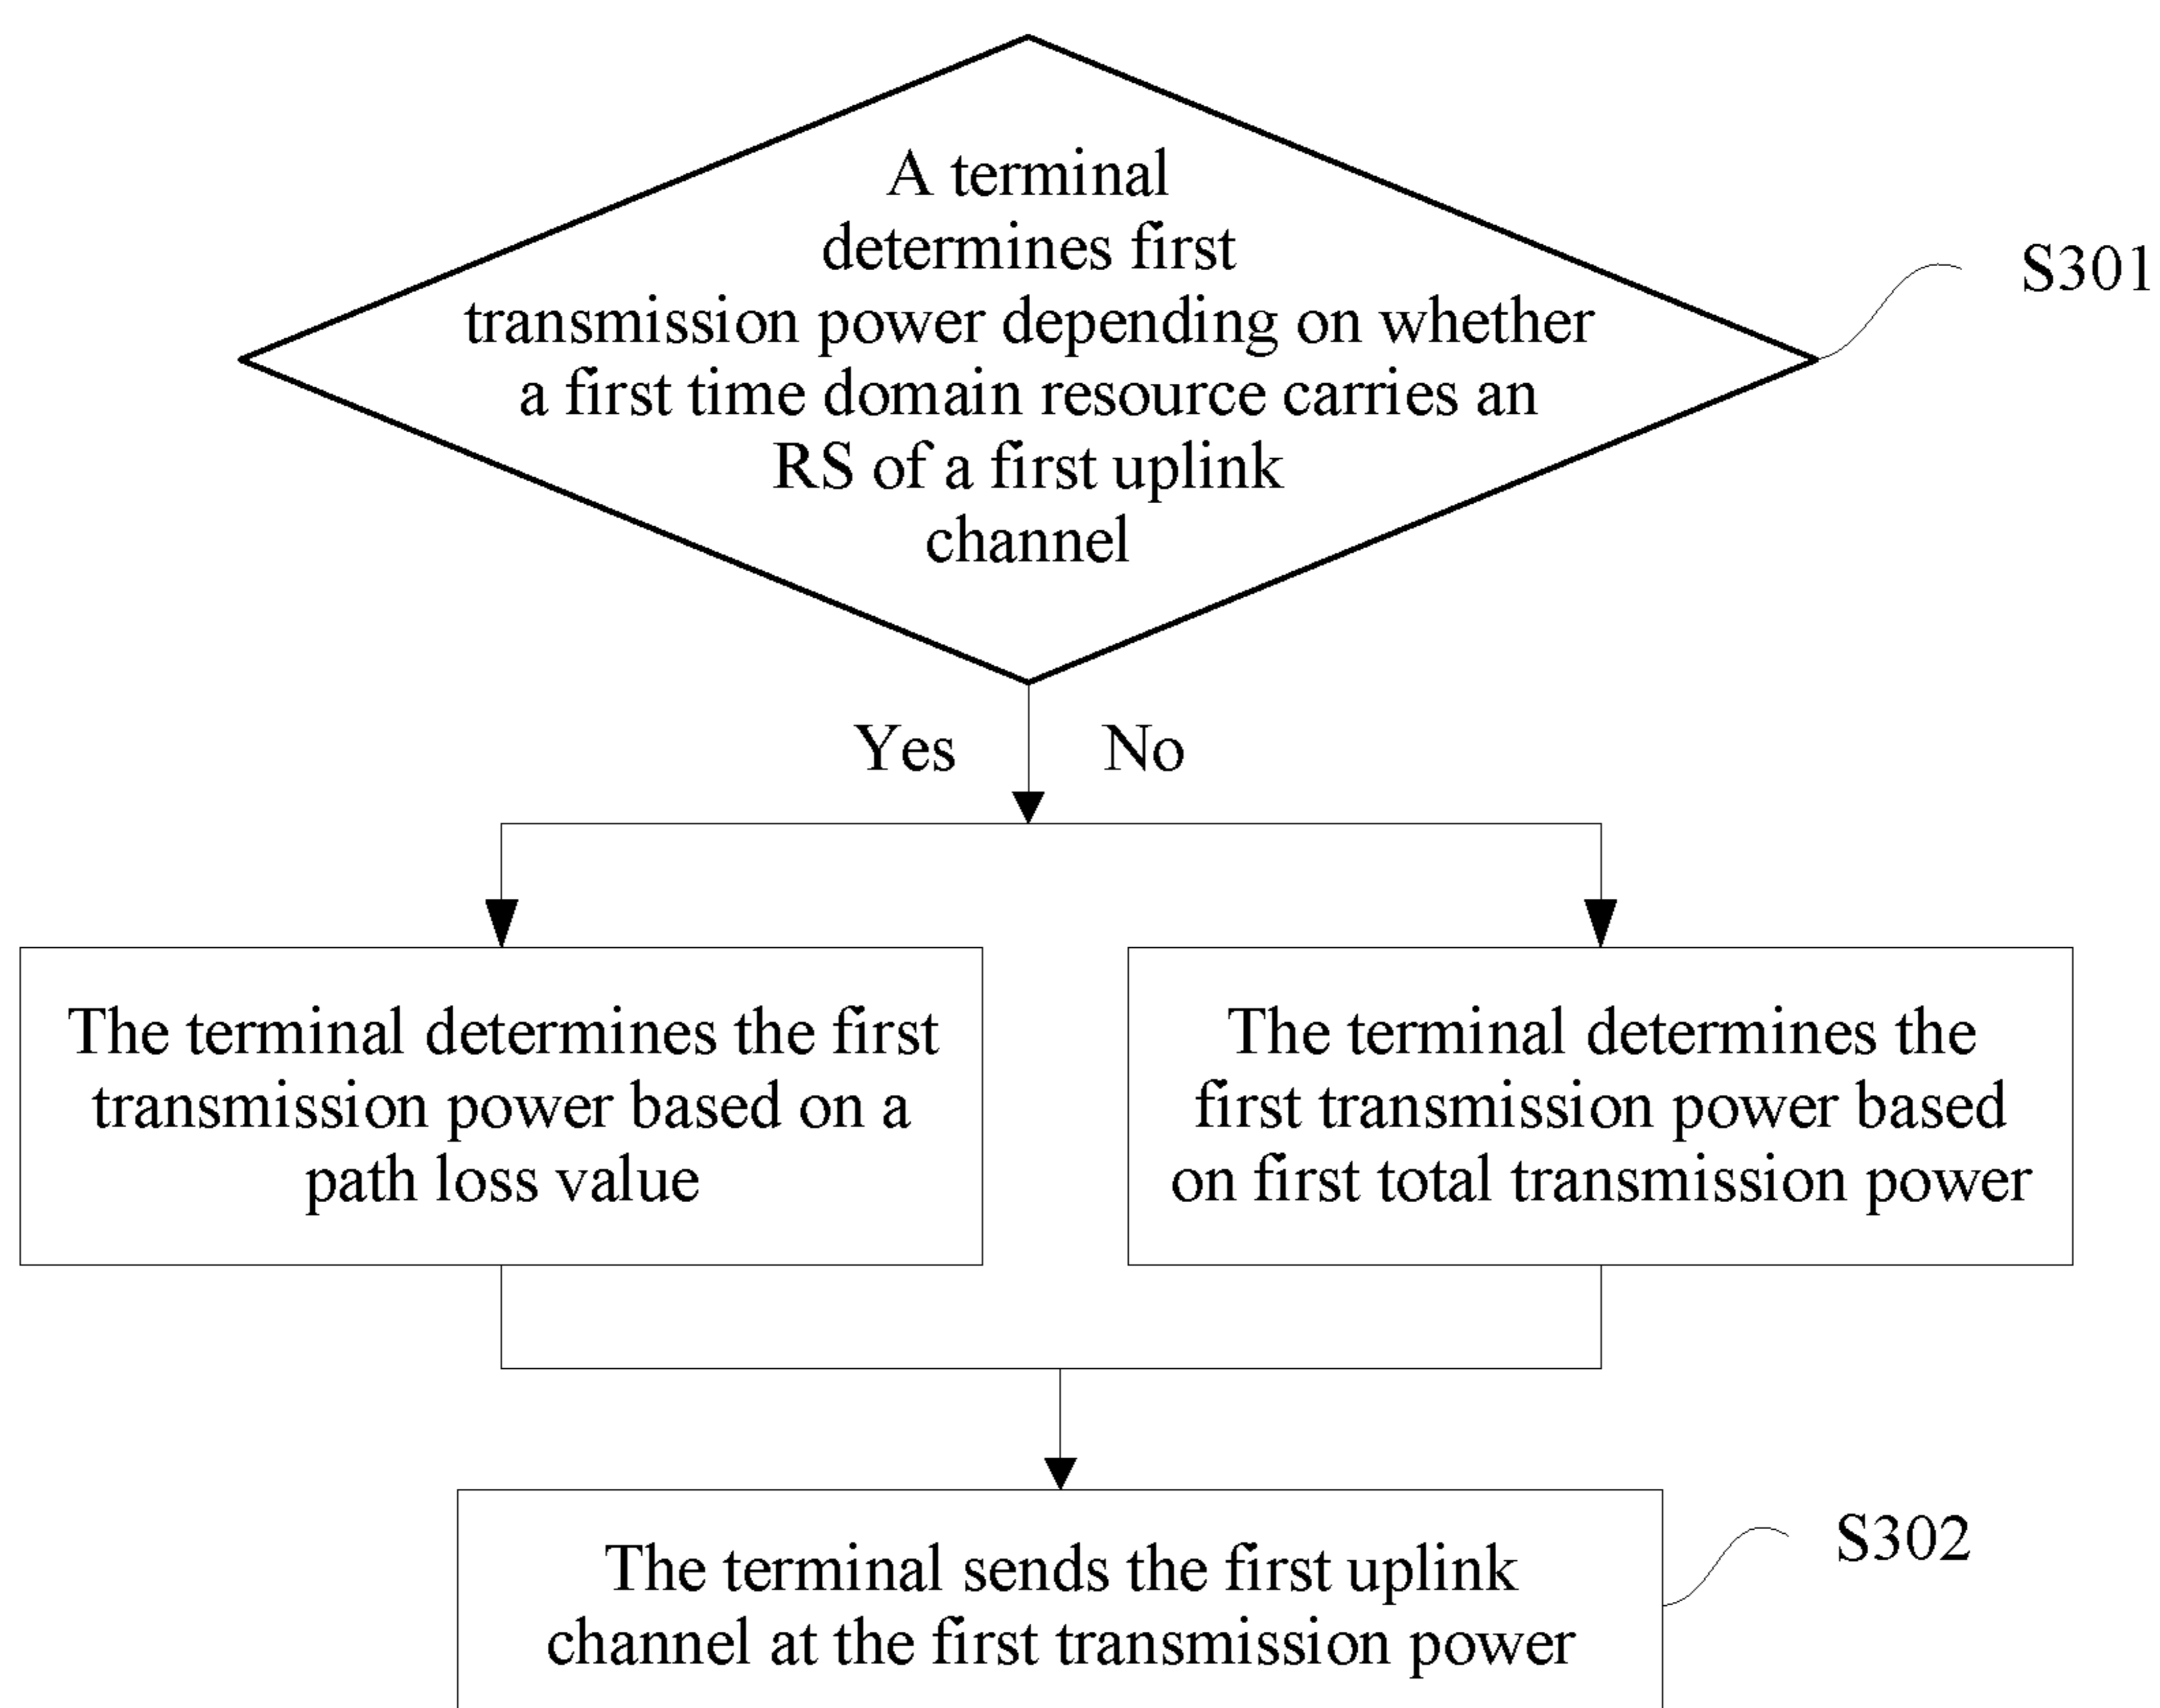 A terminal
determines first
transmission power depending on whether
a first time domain resource carries an
RS of a first uplink
channel
S301
Yes
No
The terminal determines the first
transmission power based on a
path loss value
The terminal determines the
first transmission power based
on first total transmission power
The terminal sends the first uplink
channel at the first transmission power
S302